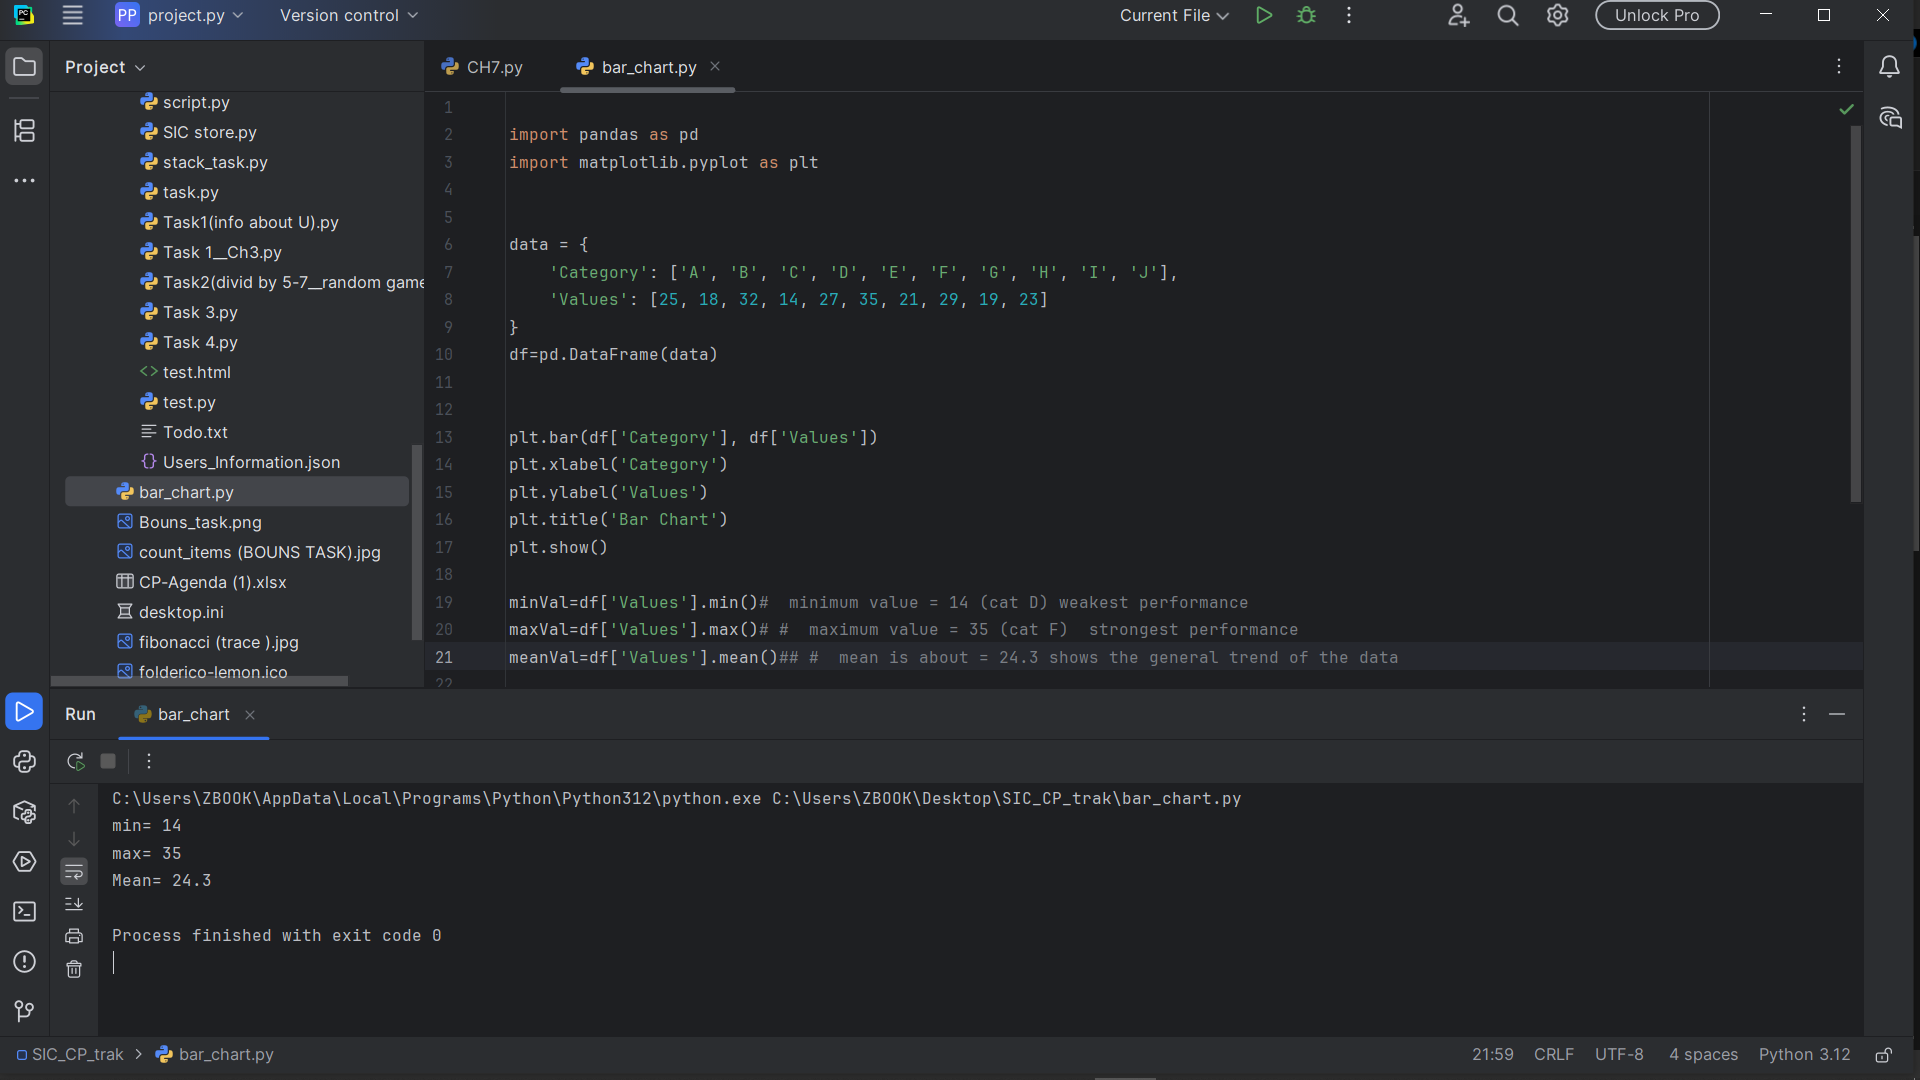 PC
PP project.py
Version control
Current File
Unlock Pro
Project
CH7.py
bar_chart.py
script.py
SIC store.py
stack_task.py
task.py
Task1(info about U).py
Task 1__Ch3.py
Task2(divid by 5-7__random game
Task 3.py
Task 4.py
test.html
test.py
Todo.txt
Users_Information.json
bar_chart.py
Bouns_task.png
count_items (BOUNS TASK).jpg
CP-Agenda (1).xlsx
desktop.ini
fibonacci (trace ).jpg
folderico-lemon.ico
1
2 import pandas as pd
3 import matplotlib.pyplot as plt
4
5
6 data = {
7 'Category': ['A', 'B', 'C', 'D', 'E', 'F', 'G', 'H', 'I', 'J'],
8 'Values': [25, 18, 32, 14, 27, 35, 21, 29, 19, 23]
9 }
10 df=pd.DataFrame(data)
11
12
13 plt.bar(df['Category'], df['Values'])
14 plt.xlabel('Category')
15 plt.ylabel('Values')
16 plt.title('Bar Chart')
17 plt.show()
18
19 minVal=df['Values'].min()#  minimum value = 14 (cat D) weakest performance
20 maxVal=df['Values'].max()# #  maximum value = 35 (cat F)  strongest performance
21 meanVal=df['Values'].mean()## #  mean is about = 24.3 shows the general trend of the data
22
Run
bar_chart
C:\Users\ZBOOK\AppData\Local\Programs\Python\Python312\python.exe C:\Users\ZBOOK\Desktop\SIC_CP_trak\bar_chart.py
min= 14
max= 35
Mean= 24.3
Process finished with exit code 0
SIC_CP_trak
bar_chart.py
21:59
CRLF
UTF-8
4 spaces
Python 3.12